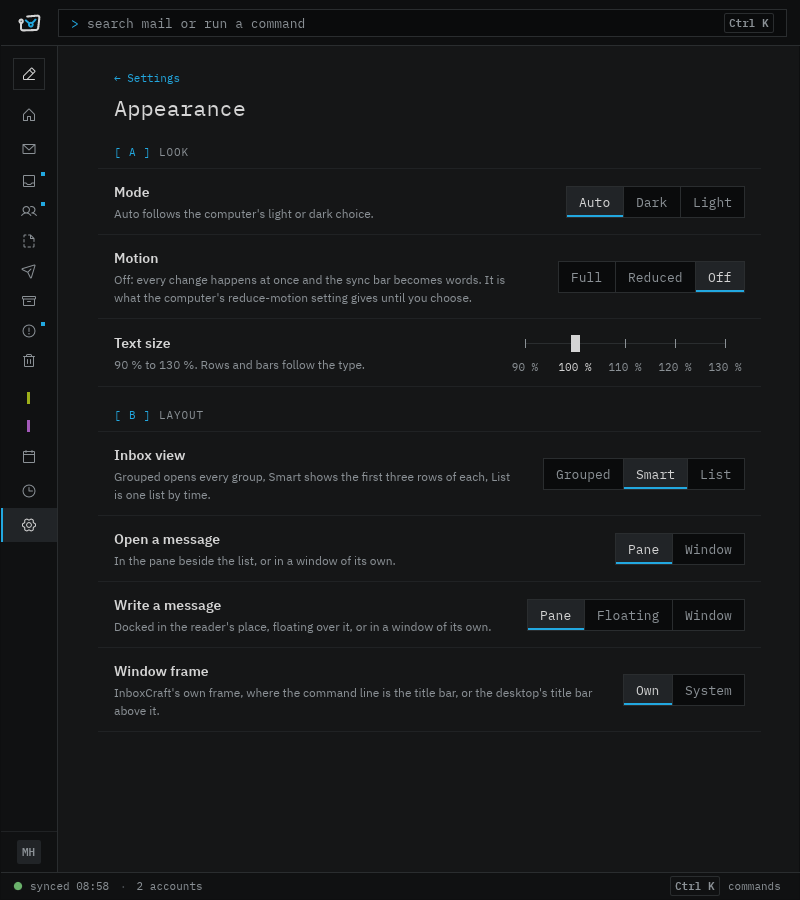 > search mail or run a command
Ctrl K
← Settings
Appearance
[ A ] LOOK
Mode
Auto follows the computer's light or dark choice.
Auto Dark Light
Motion
Off: every change happens at once and the sync bar becomes words. It is
what the computer's reduce-motion setting gives until you choose.
Full Reduced Off
Text size
90 % to 130 %. Rows and bars follow the type.
90 % 100 % 110 % 120 % 130 %
[ B ] LAYOUT
Inbox view
Grouped opens every group, Smart shows the first three rows of each, List
is one list by time.
Grouped Smart List
Open a message
In the pane beside the list, or in a window of its own.
Pane Window
Write a message
Docked in the reader's place, floating over it, or in a window of its own.
Pane Floating Window
Window frame
InboxCraft's own frame, where the command line is the title bar, or the desktop's title bar
above it.
Own System
MH
synced 08:58 · 2 accounts
Ctrl K commands